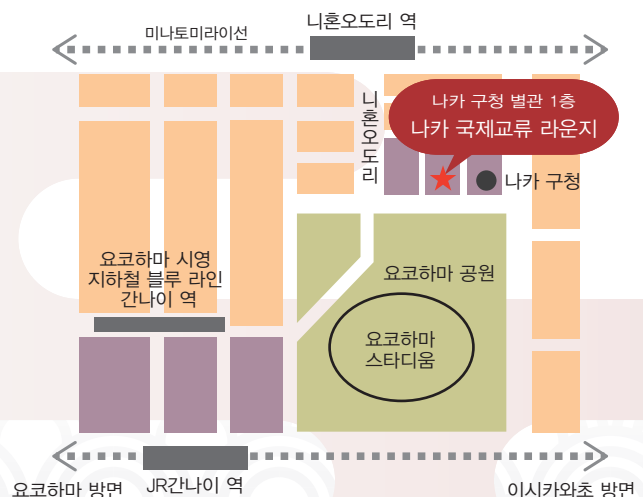 니혼오도리 역
미나토미라이선
나카 구청 별관 1층
나카 국제교류 라운지
니혼오도리
나카 구청
요코하마 시영
지하철 블루 라인
간나이 역
요코하마 공원
요코하마
스타디움
요코하마 방면
JR간나이 역
이시카와초 방면